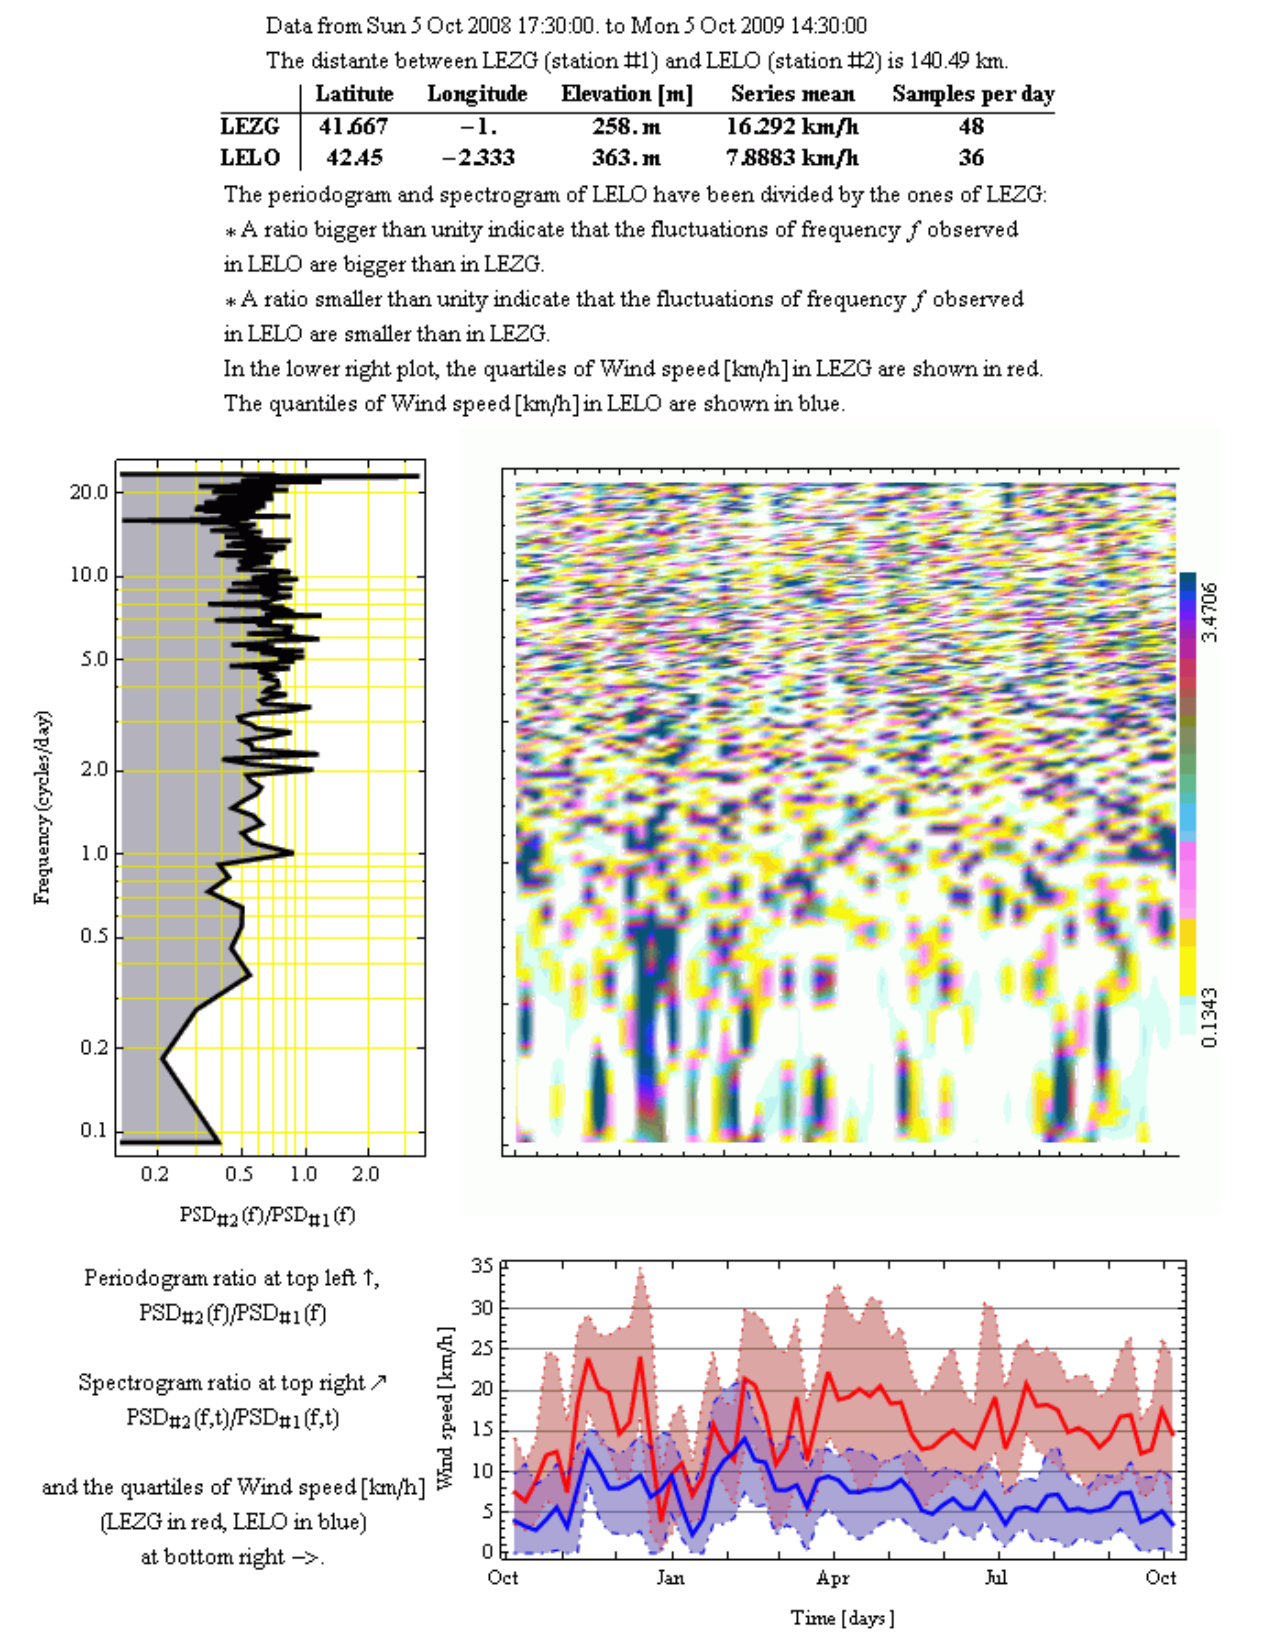 Data from Sun 5 Oct 2008 17:30:00. to Mon 5 Oct 2009 14:30:00
The distante between LEZG (station #1) and LELO (station #2) is 140.49 km.
Latitute Longitude Elevation [m] Series mean Samples per day
LEZG 41.667 −1. 258. m 16.292 km/h 48
LELO 42.45 −2.333 363. m 7.8883 km/h 36
The periodogram and spectrogram of LELO have been divided by the ones of LEZG:
* A ratio bigger than unity indicate that the fluctuations of frequency f observed
in LELO are bigger than in LEZG.
* A ratio smaller than unity indicate that the fluctuations of frequency f observed
in LELO are smaller than in LEZG.
In the lower right plot, the quartiles of Wind speed [km/h] in LEZG are shown in red.
The quantiles of Wind speed [km/h] in LELO are shown in blue.
20.0
10.0
5.0
2.0
1.0
0.5
0.2
0.1
Frequency (cycles/day)
0.2 0.5 1.0 2.0
PSD#2(f)/PSD#1(f)
3.4706
0.1343
Periodogram ratio at top left ↑,
PSD#2(f)/PSD#1(f)
Spectrogram ratio at top right ↗
PSD#2(f,t)/PSD#1(f,t)
and the quartiles of Wind speed [km/h]
(LEZG in red, LELO in blue)
at bottom right −>.
Wind speed [km/h]
35
30
25
20
15
10
5
0
Oct Jan Apr Jul Oct
Time [days]